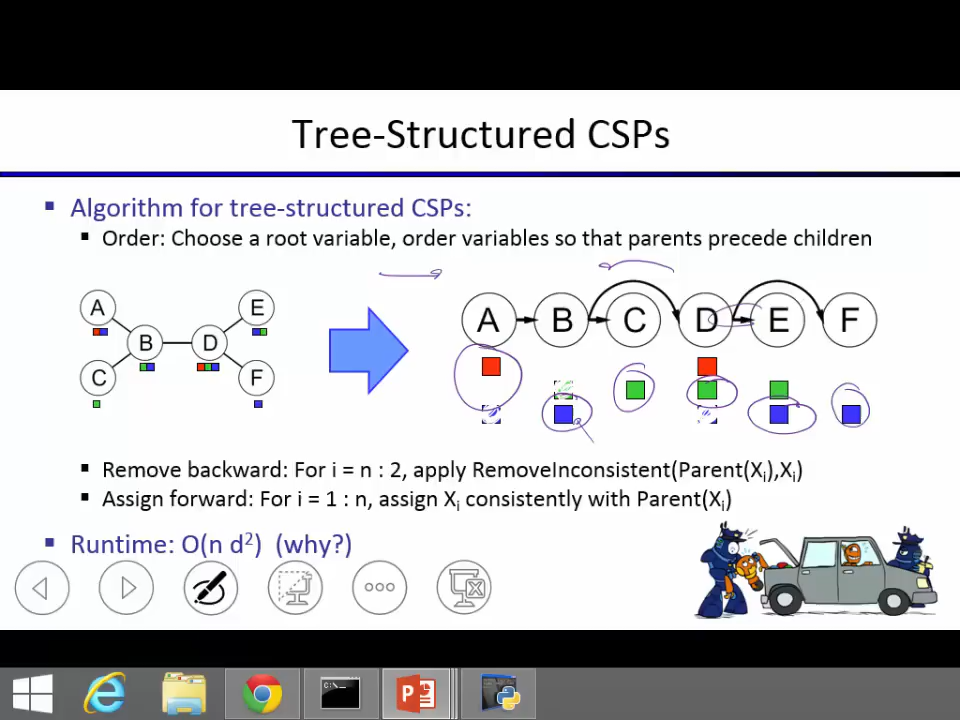 Tree-Structured CSPs
▪ Algorithm for tree-structured CSPs:
▪ Order: Choose a root variable, order variables so that parents precede children
A E
B D
C F
A B C D E F
▪ Remove backward: For i = n : 2, apply RemoveInconsistent(Parent(Xi),Xi)
▪ Assign forward: For i = 1 : n, assign Xi consistently with Parent(Xi)
▪ Runtime: O(n d²) (why?)